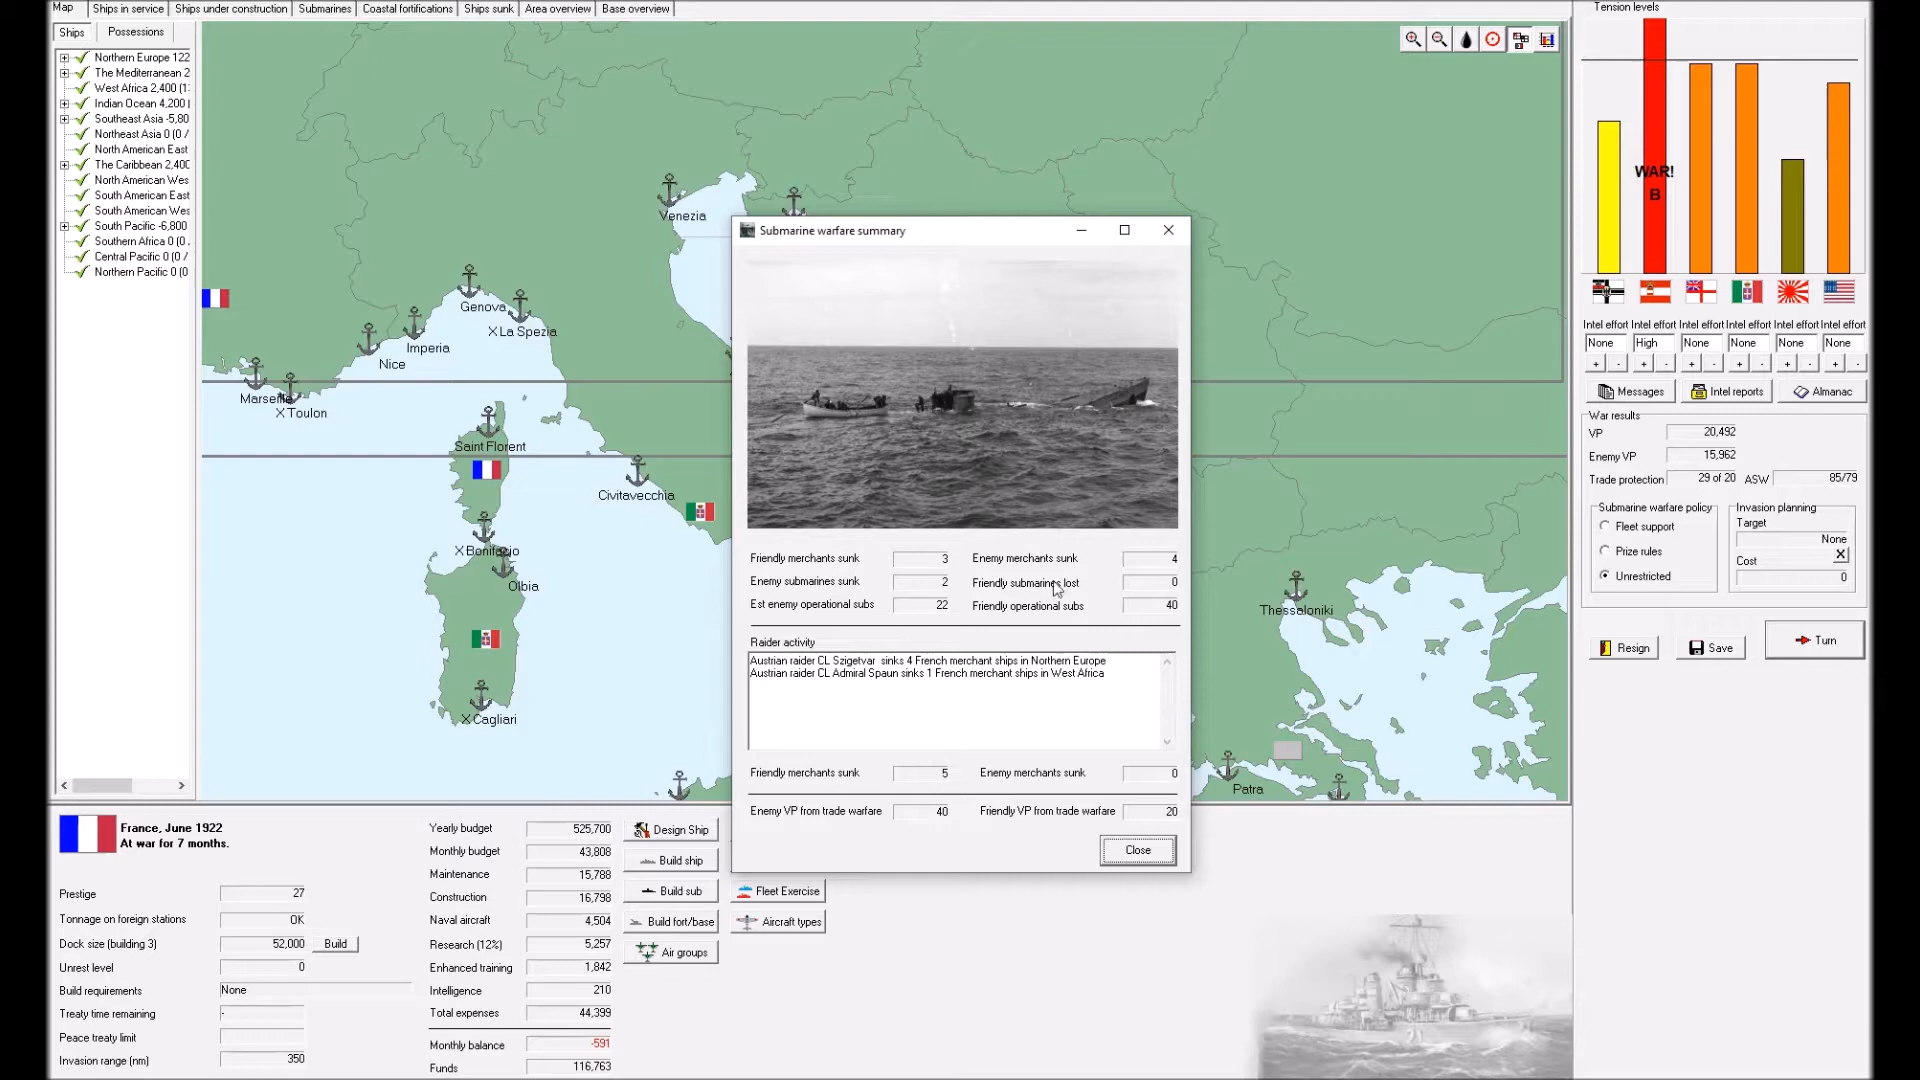 Map
Ships in service
Ships under construction
Submarines
Coastal fortifications
Ships sunk
Area overview
Base overview
Ships
Possessions
Northern Europe 122
The Mediterranean 2
West Africa 2,400 (1
Indian Ocean 4,200 (
Southeast Asia -5,80
Northeast Asia 0 (0 /
North American East
The Caribbean 2,400
North American Wes
South American East
South American Wes
South Pacific -6,800
Southern Africa 0 (0
Central Pacific 0 (0 /
Northern Pacific 0 (0
Venezia
Genova
X La Spezia
Imperia
Nice
Marseille
X Toulon
Saint Florent
Civitavecchia
X Bonifacio
Olbia
X Cagliari
Thessaloniki
Patra
Submarine warfare summary
Friendly merchants sunk 3
Enemy merchants sunk 4
Enemy submarines sunk 2
Friendly submarines lost 0
Est enemy operational subs 22
Friendly operational subs 40
Raider activity
Austrian raider CL Szigetvar sinks 4 French merchant ships in Northern Europe
Austrian raider CL Admiral Spaun sinks 1 French merchant ships in West Africa
Friendly merchants sunk 5
Enemy merchants sunk 0
Enemy VP from trade warfare 40
Friendly VP from trade warfare 20
Close
Tension levels
WAR!
B
Intel effort Intel effort Intel effort Intel effort Intel effort Intel effort
None High None None None None
+ - + - + - + - + - + -
Messages
Intel reports
Almanac
War results
VP 20,492
Enemy VP 15,962
Trade protection 29 of 20 ASW 85/79
Submarine warfare policy
Fleet support
Prize rules
Unrestricted
Invasion planning
Target
None
Cost X
0
Resign
Save
Turn
France, June 1922
At war for 7 months.
Prestige 27
Tonnage on foreign stations OK
Dock size (building 3) 52,000 Build
Unrest level 0
Build requirements None
Treaty time remaining -
Peace treaty limit
Invasion range (nm) 350
Yearly budget 525,700
Monthly budget 43,808
Maintenance 15,788
Construction 16,798
Naval aircraft 4,504
Research (12%) 5,257
Enhanced training 1,842
Intelligence 210
Total expenses 44,399
Monthly balance -591
Funds 116,763
Design Ship
Build ship
Build sub
Build fort/base
Air groups
Fleet Exercise
Aircraft types